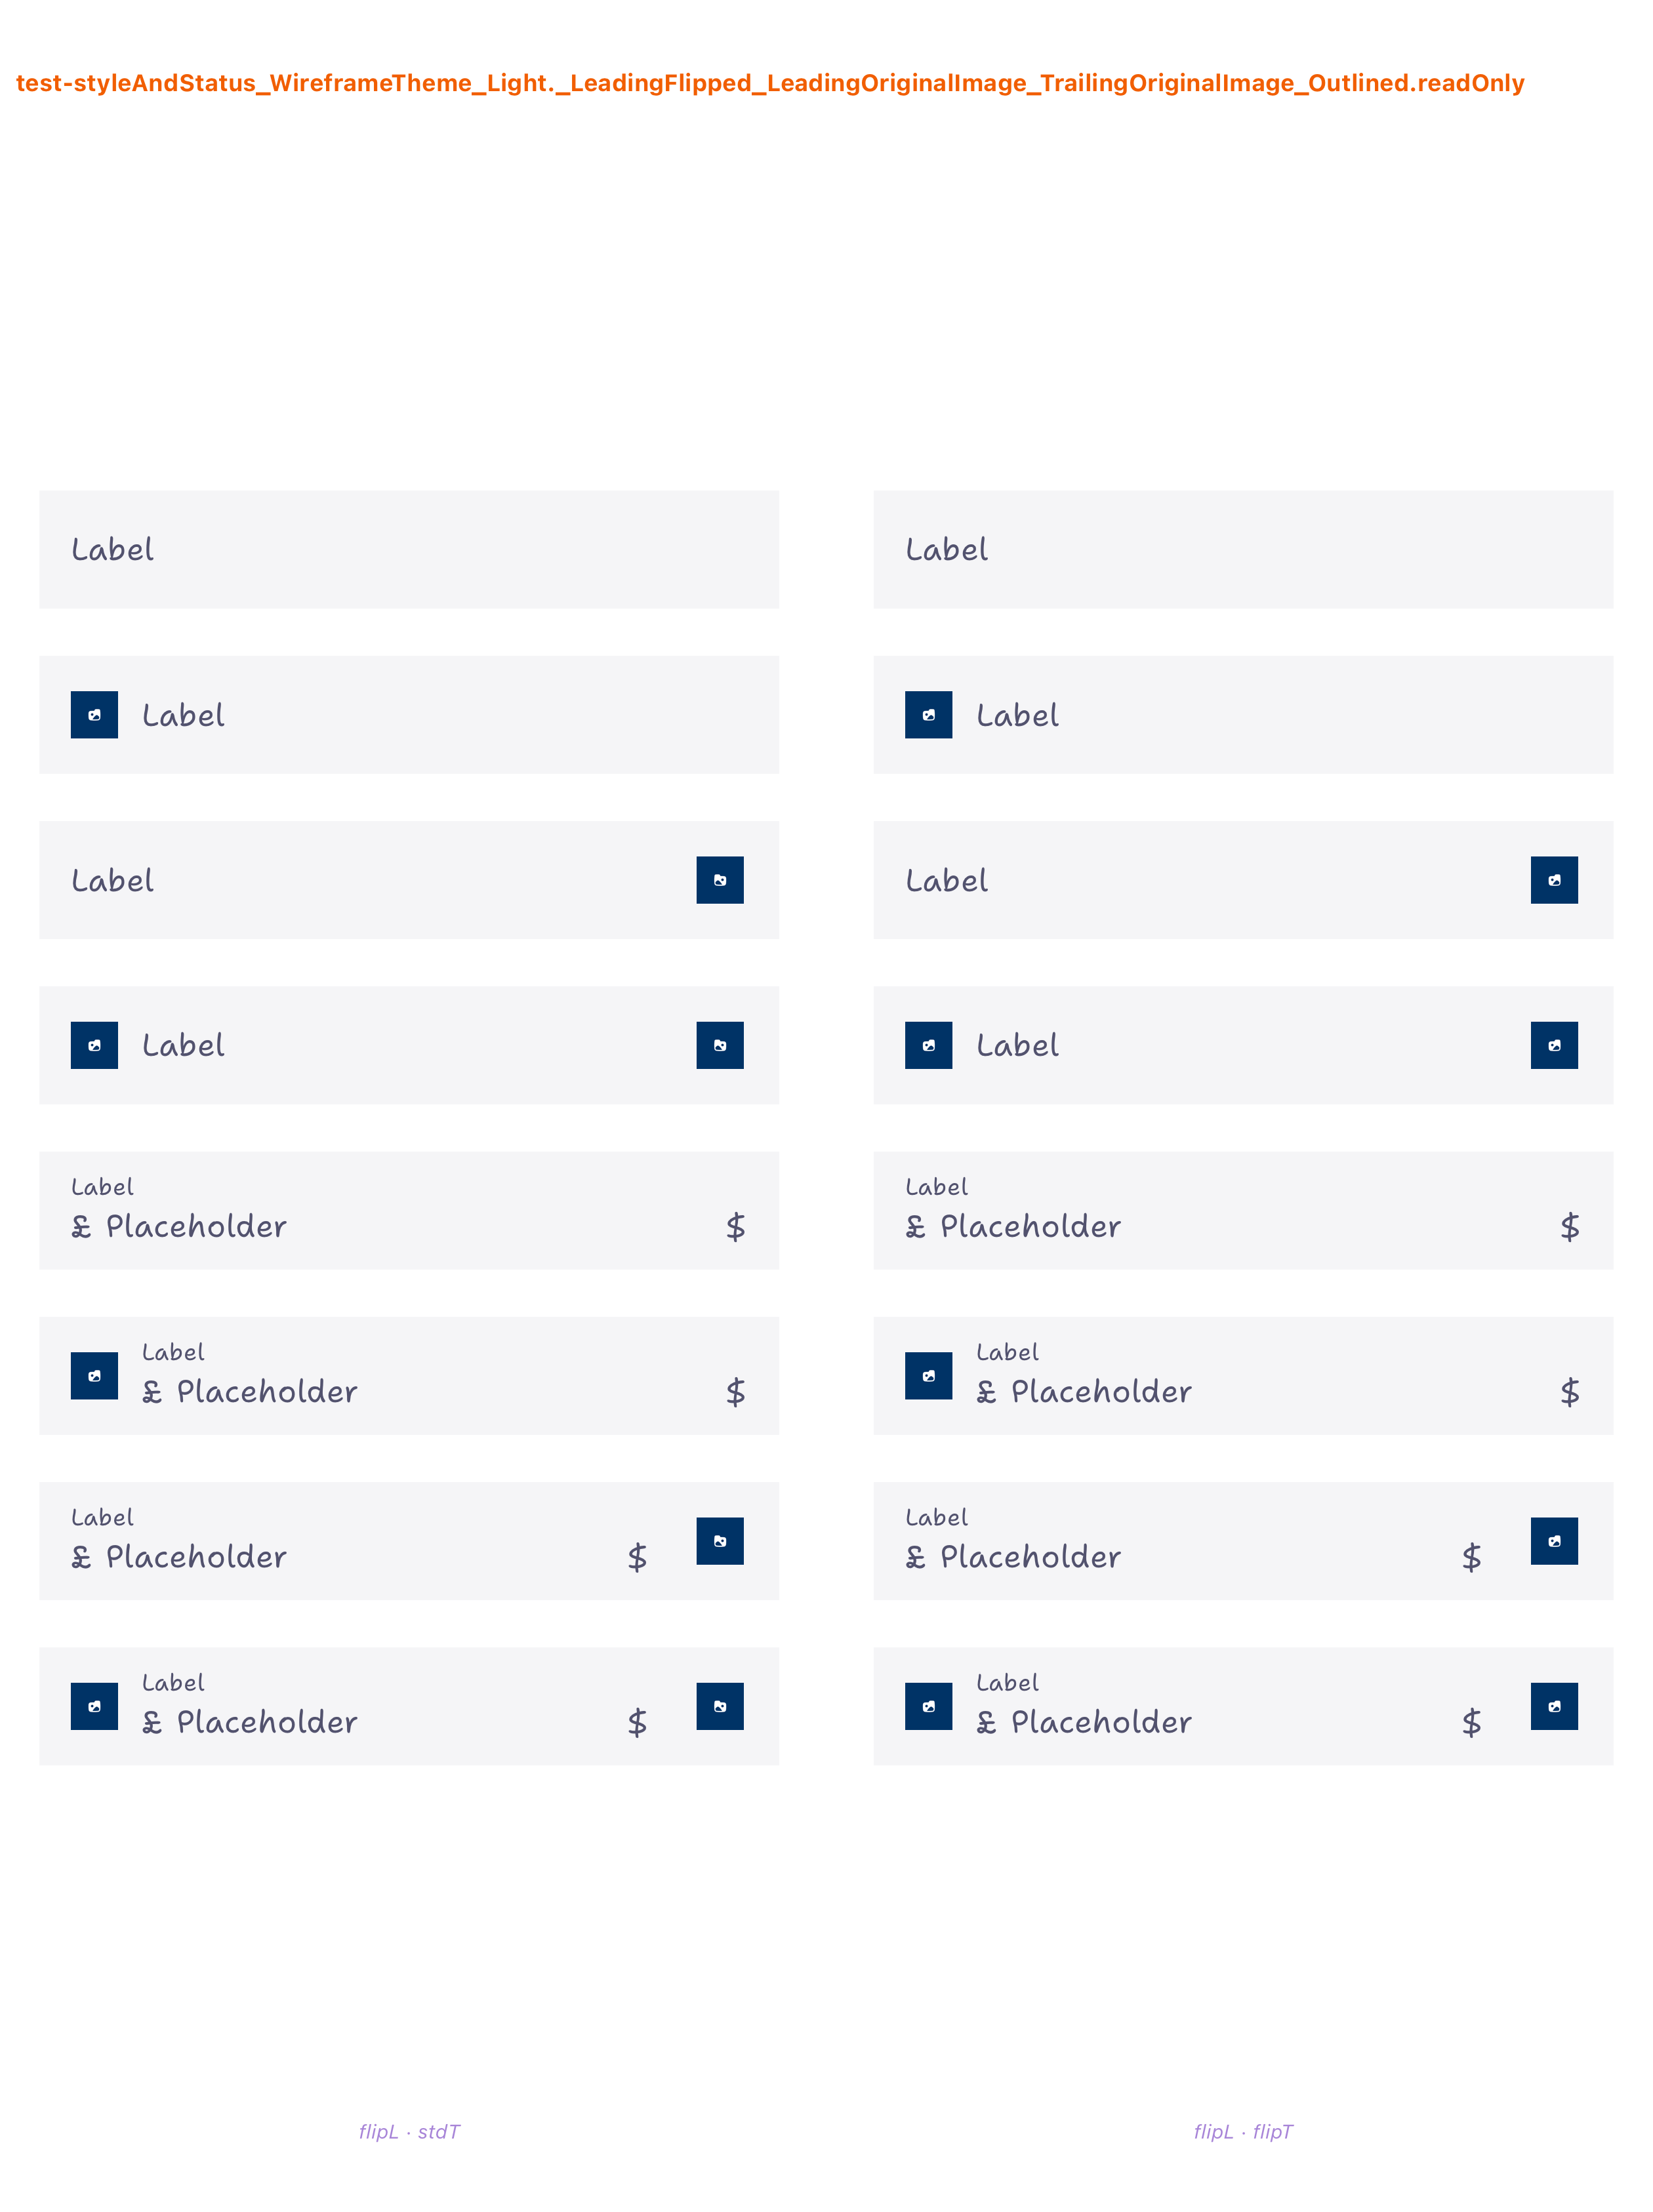 test-styleAndStatus_WireframeTheme_Light._LeadingFlipped_LeadingOriginalImage_TrailingOriginalImage_Outlined.readOnly
Label
Label
Label
Label
Label
Label
Label
Label
Label
Label
£ Placeholder $
£ Placeholder $
Label
Label
£ Placeholder $
£ Placeholder $
Label
Label
£ Placeholder $
£ Placeholder $
Label
Label
£ Placeholder $
£ Placeholder $
flipL · stdT
flipL · flipT